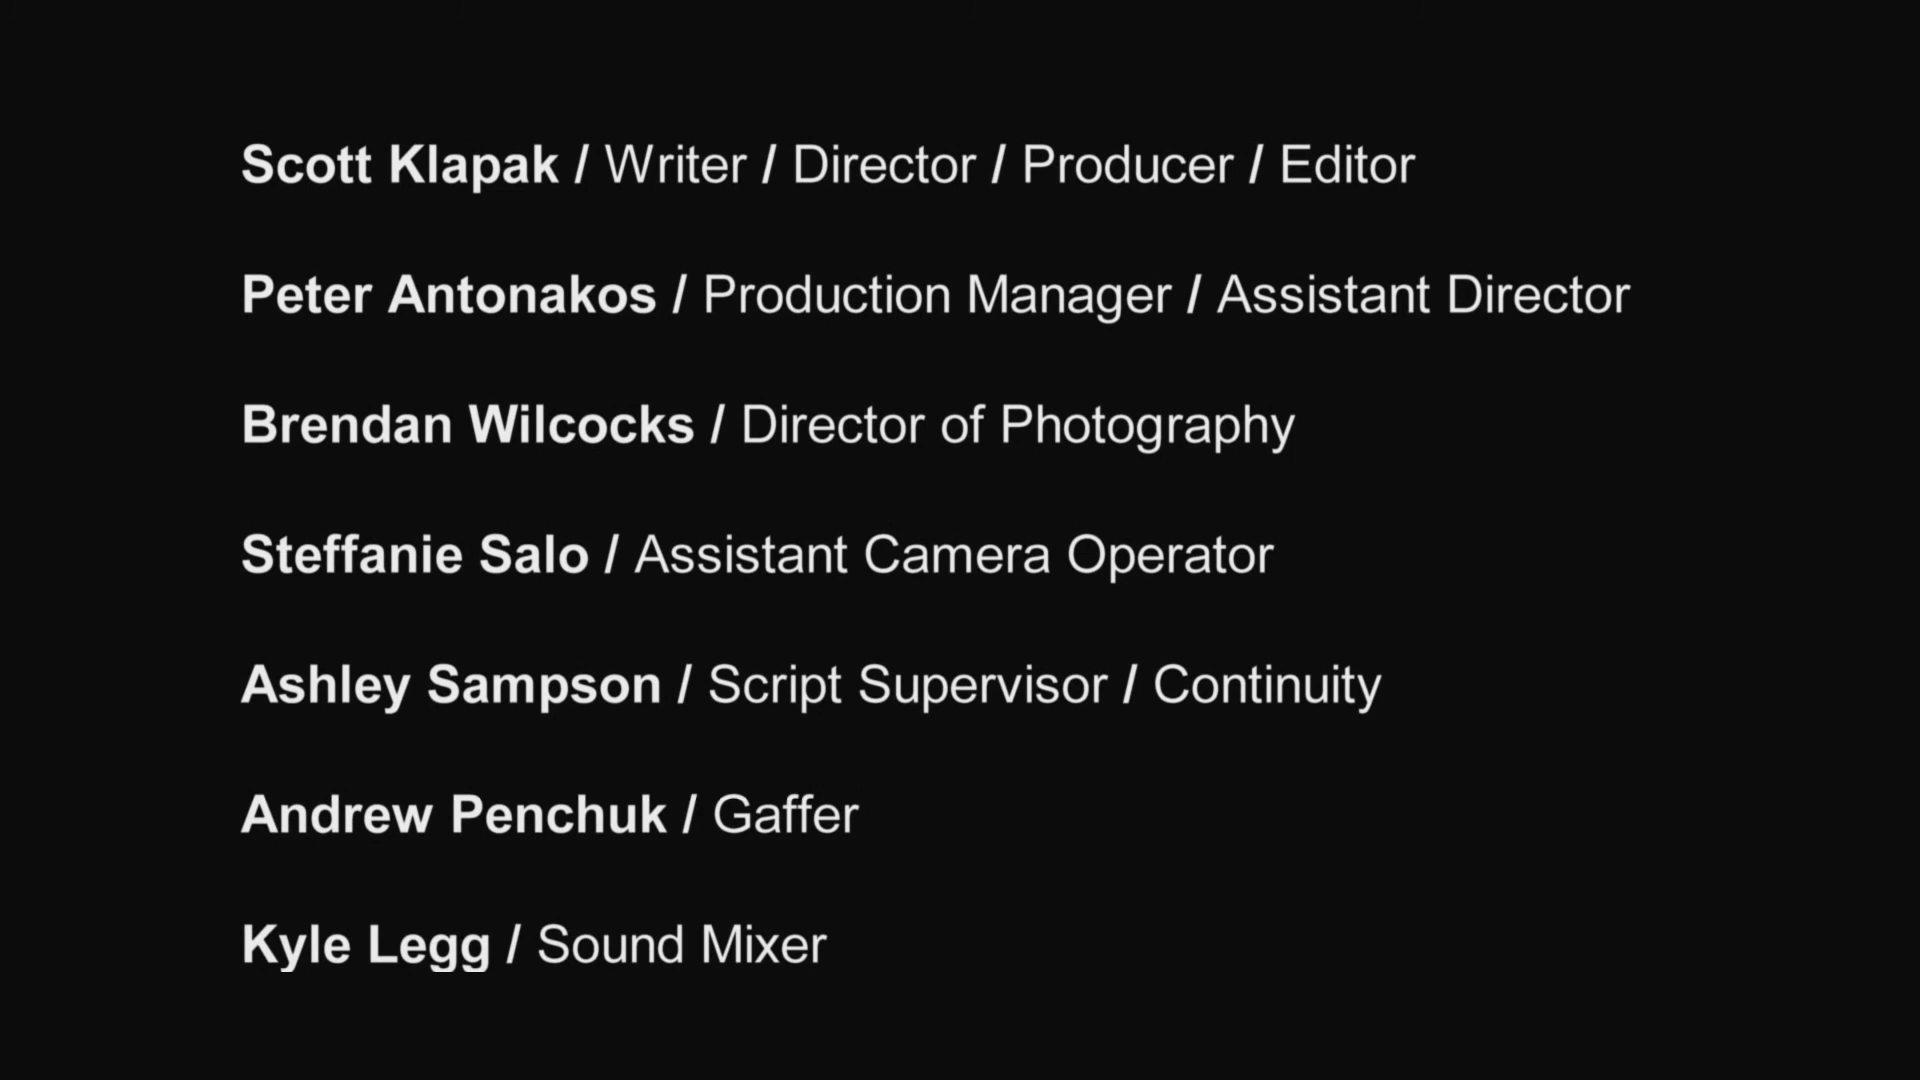 Scott Klapak / Writer / Director / Producer / Editor
Peter Antonakos / Production Manager / Assistant Director
Brendan Wilcocks / Director of Photography
Steffanie Salo / Assistant Camera Operator
Ashley Sampson / Script Supervisor / Continuity
Andrew Penchuk / Gaffer
Kyle Legg / Sound Mixer